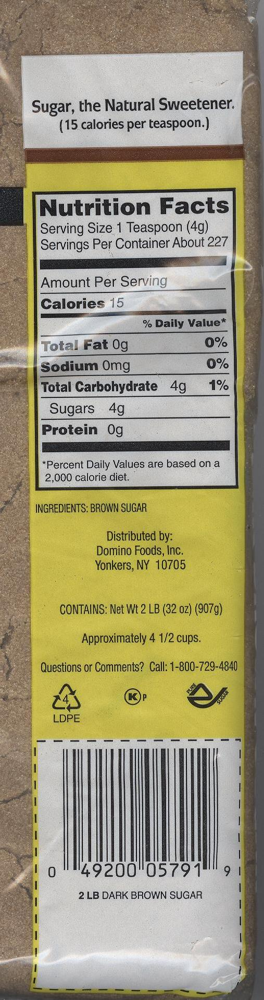 Sugar, the Natural Sweetener.
(15 calories per teaspoon.)
Nutrition Facts
Serving Size 1 Teaspoon (4g)
Servings Per Container About 227
Amount Per Serving
Calories 15
% Daily Value*
Total Fat 0g 0%
Sodium 0mg 0%
Total Carbohydrate 4g 1%
Sugars 4g
Protein 0g
*Percent Daily Values are based on a
2,000 calorie diet.
INGREDIENTS: BROWN SUGAR
Distributed by:
Domino Foods, Inc.
Yonkers, NY 10705
CONTAINS: Net Wt 2 LB (32 oz) (907g)
Approximately 4 1/2 cups.
Questions or Comments? Call: 1-800-729-4840
4
LDPE
K P
PURE
SUGAR
0 49200 05791 9
2 LB DARK BROWN SUGAR